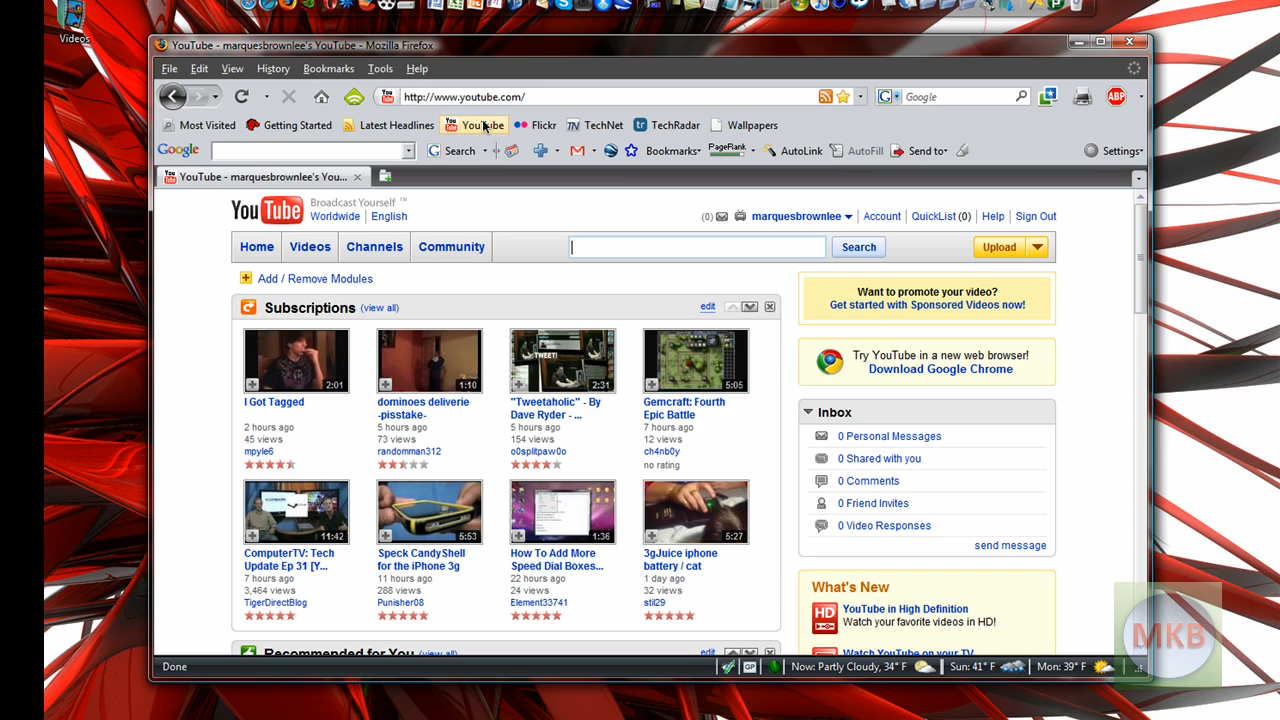 Videos
YouTube - marquesbrownlee's YouTube - Mozilla Firefox
File Edit View History Bookmarks Tools Help
http://www.youtube.com/
Google
ABP
Most Visited Getting Started Latest Headlines YouTube Flickr TechNet TechRadar Wallpapers
Google Search Bookmarks PageRank AutoLink AutoFill Send to Settings
YouTube - marquesbrownlee's You...
YouTube Broadcast Yourself ™
Worldwide English
(0) marquesbrownlee Account QuickList (0) Help Sign Out
Home Videos Channels Community Search Upload
Add / Remove Modules
Subscriptions (view all) edit
2:01 1:10 2:31 5:05
I Got Tagged
2 hours ago
45 views
mpyle6
dominoes deliverie
-pisstake-
5 hours ago
73 views
randomman312
"Tweetaholic" - By
Dave Ryder - ...
5 hours ago
154 views
o0splitpaw0o
Gemcraft: Fourth
Epic Battle
7 hours ago
12 views
ch4nb0y
no rating
11:42 5:53 1:36 5:27
ComputerTV: Tech
Update Ep 31 [Y...
7 hours ago
3,464 views
TigerDirectBlog
Speck CandyShell
for the iPhone 3g
11 hours ago
288 views
Punisher08
How To Add More
Speed Dial Boxes...
22 hours ago
24 views
Element33741
3gJuice iphone
battery / cat
1 day ago
32 views
stil29
Recommended for You (view all) edit
Want to promote your video?
Get started with Sponsored Videos now!
Try YouTube in a new web browser!
Download Google Chrome
Inbox
0 Personal Messages
0 Shared with you
0 Comments
0 Friend Invites
0 Video Responses
send message
What's New
HD
YouTube in High Definition
Watch your favorite videos in HD!
Watch YouTube on your TV
MKB
Done
GP
Now: Partly Cloudy, 34° F Sun: 41° F Mon: 39° F